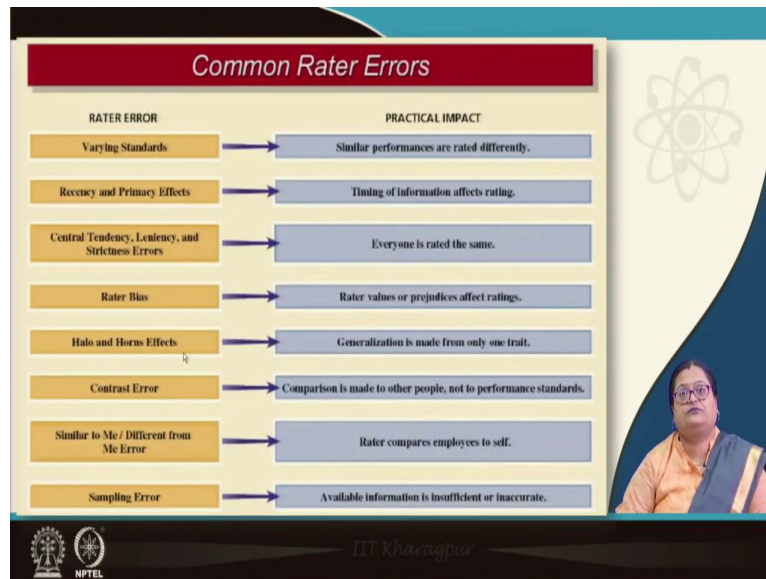 Common Rater Errors
RATER ERROR
PRACTICAL IMPACT
Varying Standards
Similar performances are rated differently.
Recency and Primacy Effects
Timing of information affects rating.
Central Tendency, Leniency, and
Strictness Errors
Everyone is rated the same.
Rater Bias
Rater values or prejudices affect ratings.
Halo and Horns Effects
Generalization is made from only one trait.
Contrast Error
Comparison is made to other people, not to performance standards.
Similar to Me / Different from
Me Error
Rater compares employees to self.
Sampling Error
Available information is insufficient or inaccurate.
IIT Kharagpur
NPTEL